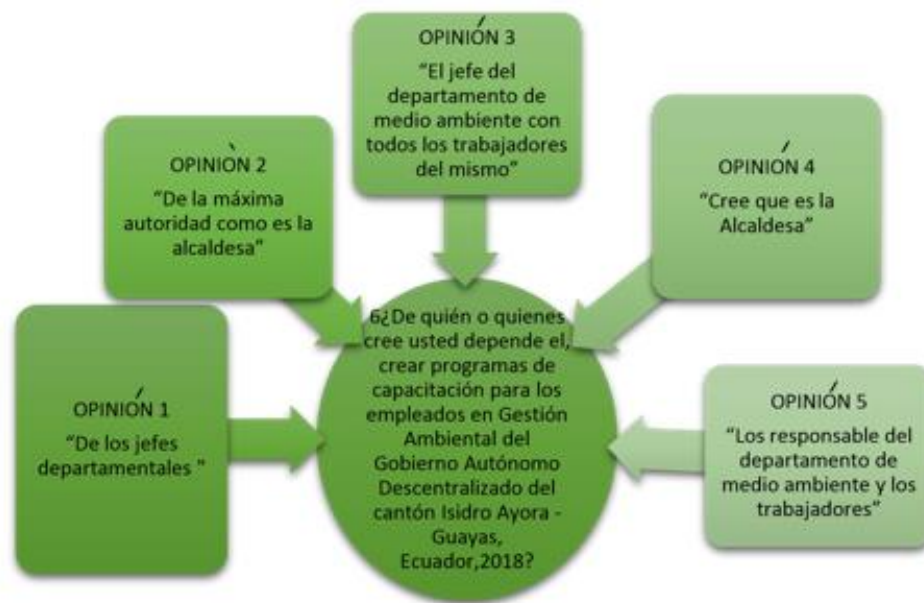 OPINIÓN 3
"El jefe del
departamento de
medio ambiente con
todos los trabajadores
del mismo"
OPINIÒN 2
"De la máxima
autoridad como es la
alcaldesa"
OPINIÓN 4
"Cree que es la
Alcaldesa"
OPINIÓN 1
"De los jefes
departamentales "
OPINIÓN 5
"Los responsable del
departamento de
medio ambiente y los
trabajadores"
6¿De quién o quienes
cree usted depende el,
crear programas de
capacitación para los
empleados en Gestión
Ambiental del
Gobierno Autónomo
Descentralizado del
cantón Isidro Ayora -
Guayas,
Ecuador,2018?